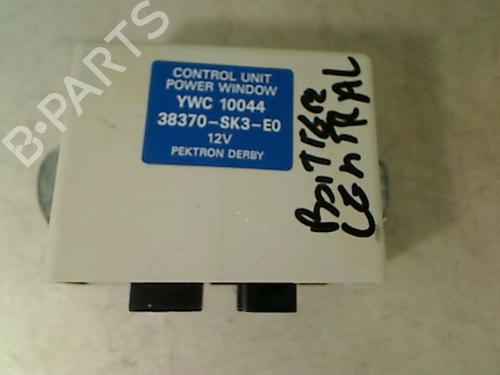 B-PARTS
CONTROL UNIT
POWER WINDOW
YWC 10044
38370-SK3-E0
12V
PEKTRON DERBY
BOITIER
CENTRAL